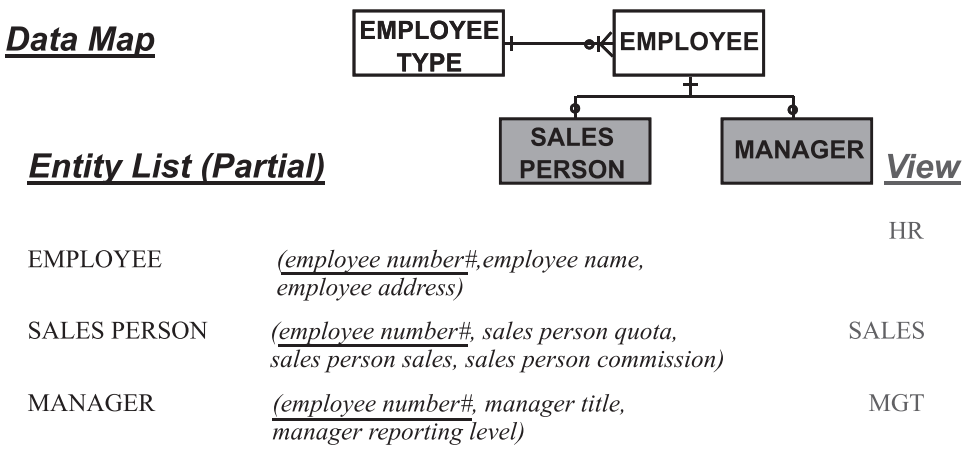 Data Map
EMPLOYEE
TYPE
EMPLOYEE
SALES
PERSON
MANAGER
Entity List (Partial)
View
HR
EMPLOYEE (employee number#,employee name,
employee address)
SALES PERSON (employee number#, sales person quota, SALES
sales person sales, sales person commission)
MANAGER (employee number#, manager title, MGT
manager reporting level)